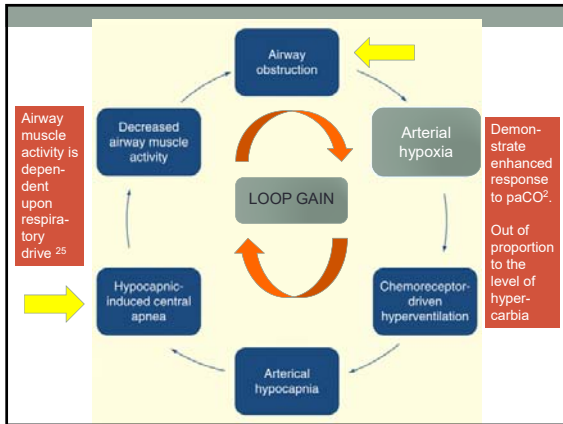 Airway
obstruction
Arterial
hypoxia
Chemoreceptor-
driven
hyperventilation
Arterical
hypocapnia
Hypocapnic-
induced central
apnea
Decreased
airway muscle
activity
LOOP GAIN
Airway
muscle
activity is
depen-
dent
upon
respira-
tory
drive 25
Demon-
strate
enhanced
response
to paCO2.
Out of
proportion
to the
level of
hyper-
carbia